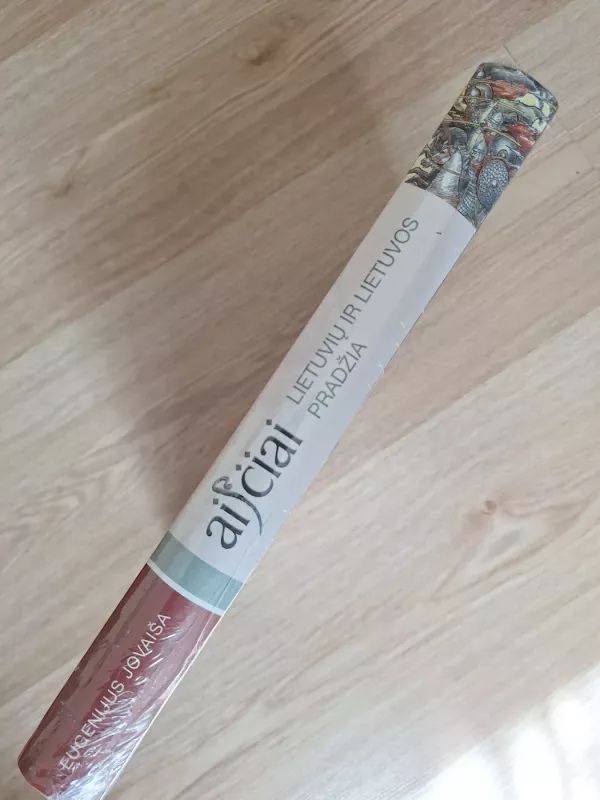 EUGENIJUS JOVAIŠA
aisčiai
LIETUVIŲ IR LIETUVOS
PRADŽIA